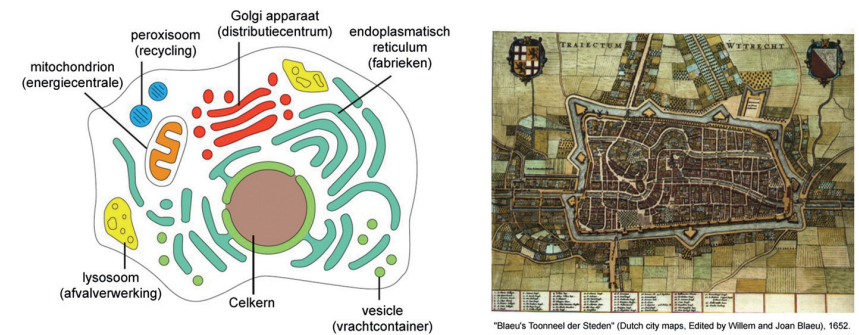 Golgi apparaat
(distributiecentrum)
peroxisoom
(recycling)
endoplasmatisch
reticulum
(fabrieken)
mitochondrion
(energiecentrale)
lysosoom
(afvalverwerking)
Celkern
vesicle
(vrachtcontainer)
TRAIECTUM
WTTRECHT
"Blaeu's Toonneel der Steden" (Dutch city maps, Edited by Willem and Joan Blaeu), 1652.